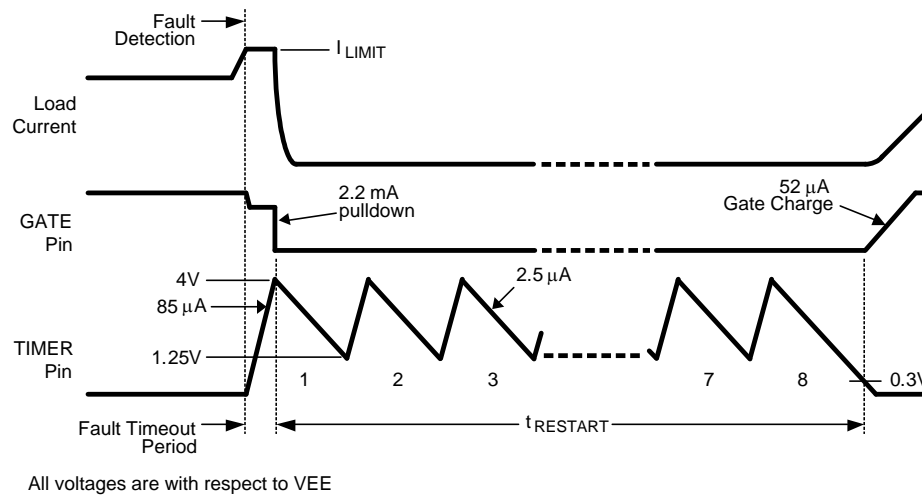 Fault
Detection
I LIMIT
Load
Current
2.2 mA
pulldown
52 μA
Gate Charge
GATE
Pin
4V
2.5 μA
85 μA
TIMER
Pin
1.25V
1
2
3
7
8
0.3V
Fault Timeout
Period
t RESTART
All voltages are with respect to VEE